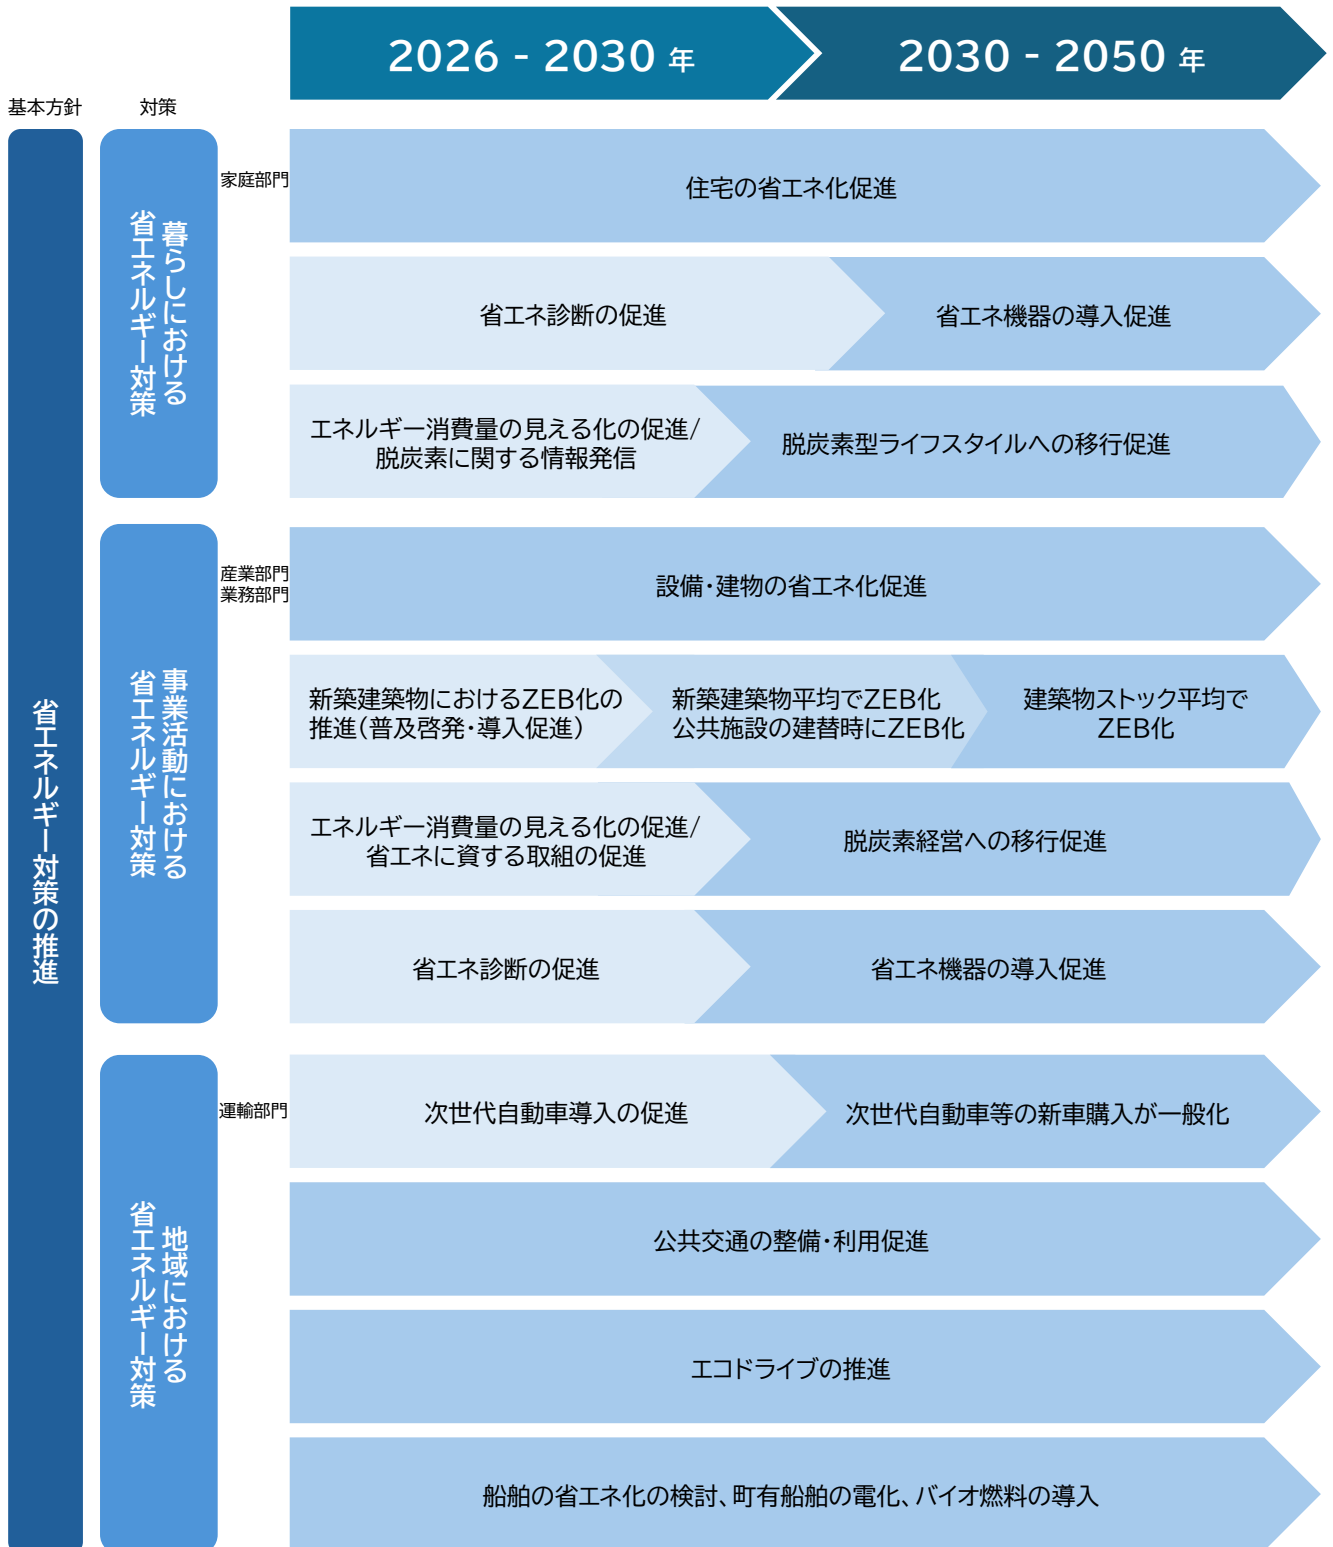 2026 - 2030 年
2030 - 2050 年
基本方針
対策
省エネルギー対策の推進
暮らしにおける
省エネルギー対策
家庭部門
住宅の省エネ化促進
省エネ診断の促進
省エネ機器の導入促進
エネルギー消費量の見える化の促進/
脱炭素に関する情報発信
脱炭素型ライフスタイルへの移行促進
事業活動における
省エネルギー対策
産業部門
業務部門
設備・建物の省エネ化促進
新築建築物におけるZEB化の
推進(普及啓発・導入促進)
新築建築物平均でZEB化
公共施設の建替時にZEB化
建築物ストック平均で
ZEB化
エネルギー消費量の見える化の促進/
省エネに資する取組の促進
脱炭素経営への移行促進
省エネ診断の促進
省エネ機器の導入促進
地域における
省エネルギー対策
運輸部門
次世代自動車導入の促進
次世代自動車等の新車購入が一般化
公共交通の整備・利用促進
エコドライブの推進
船舶の省エネ化の検討、町有船舶の電化、バイオ燃料の導入